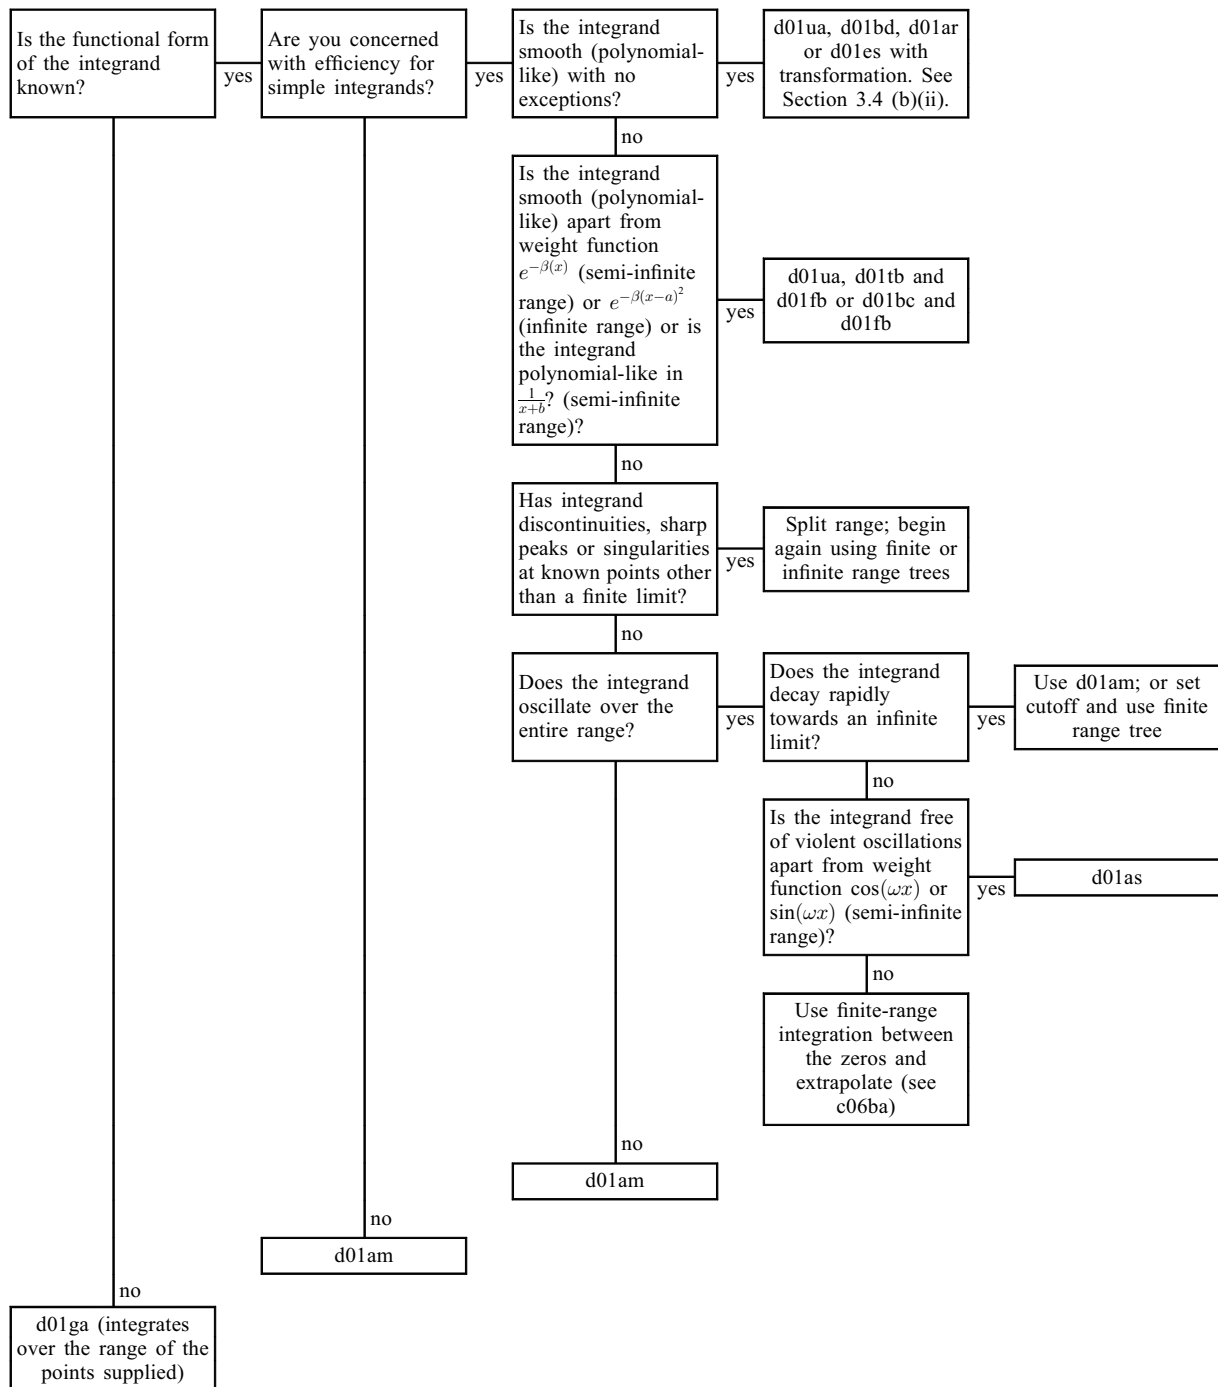 Is the functional form
of the integrand
known?
yes
Are you concerned
with efficiency for
simple integrands?
yes
Is the integrand
smooth (polynomial-
like) with no
exceptions?
yes
d01ua, d01bd, d01ar
or d01es with
transformation. See
Section 3.4 (b)(ii).
no
Is the integrand
smooth (polynomial-
like) apart from
weight function
e^{-β(x)} (semi-infinite
range) or e^{-β(x-a)^2}
(infinite range) or is
the integrand
polynomial-like in
\frac{1}{x+b}? (semi-infinite
range)?
yes
d01ua, d01tb and
d01fb or d01bc and
d01fb
no
Has integrand
discontinuities, sharp
peaks or singularities
at known points other
than a finite limit?
yes
Split range; begin
again using finite or
infinite range trees
no
Does the integrand
oscillate over the
entire range?
yes
Does the integrand
decay rapidly
towards an infinite
limit?
yes
Use d01am; or set
cutoff and use finite
range tree
no
Is the integrand free
of violent oscillations
apart from weight
function cos(ωx) or
sin(ωx) (semi-infinite
range)?
yes
d01as
no
Use finite-range
integration between
the zeros and
extrapolate (see
c06ba)
no
d01am
no
d01am
no
d01ga (integrates
over the range of the
points supplied)